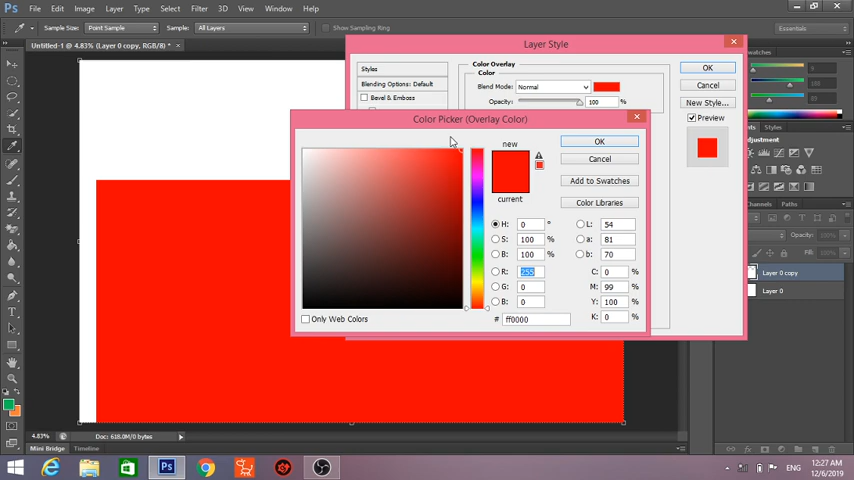 Ps File Edit Image Layer Type Select Filter 3D View Window Help
Sample Size: Point Sample Sample: All Layers Show Sampling Ring Essentials
Untitled-1 @ 4.83% (Layer 0 copy, RGB/8) * ×
Layer Style
Swatches
Styles
Blending Options: Default
Bevel & Emboss
Color Overlay
Color
Blend Mode: Normal
Opacity: 100 %
OK
Cancel
New Style...
Preview
Styles
Paths
Layer 0 copy
Layer 0
Color Picker (Overlay Color)
new
current
OK
Cancel
Add to Swatches
Color Libraries
H: 0 °
S: 100 %
B: 100 %
R: 255
G: 0
B: 0
# ff0000
L: 54
a: 81
b: 70
C: 0 %
M: 99 %
Y: 100 %
K: 0 %
Only Web Colors
4.83% Doc: 618.0M/0 bytes
Mini Bridge Timeline
Ps
ENG
12:27 AM
12/6/2019